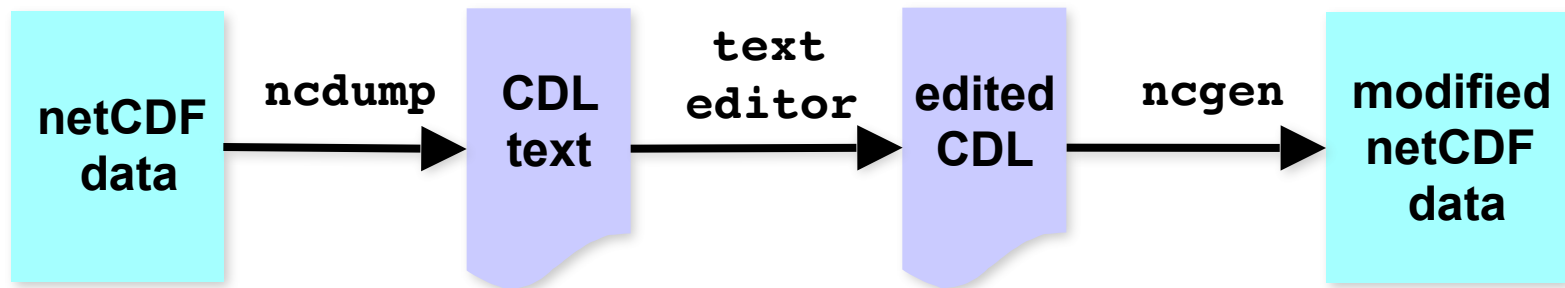 netCDF
data
ncdump
CDL
text
text
editor
edited
CDL
ncgen
modified
netCDF
data